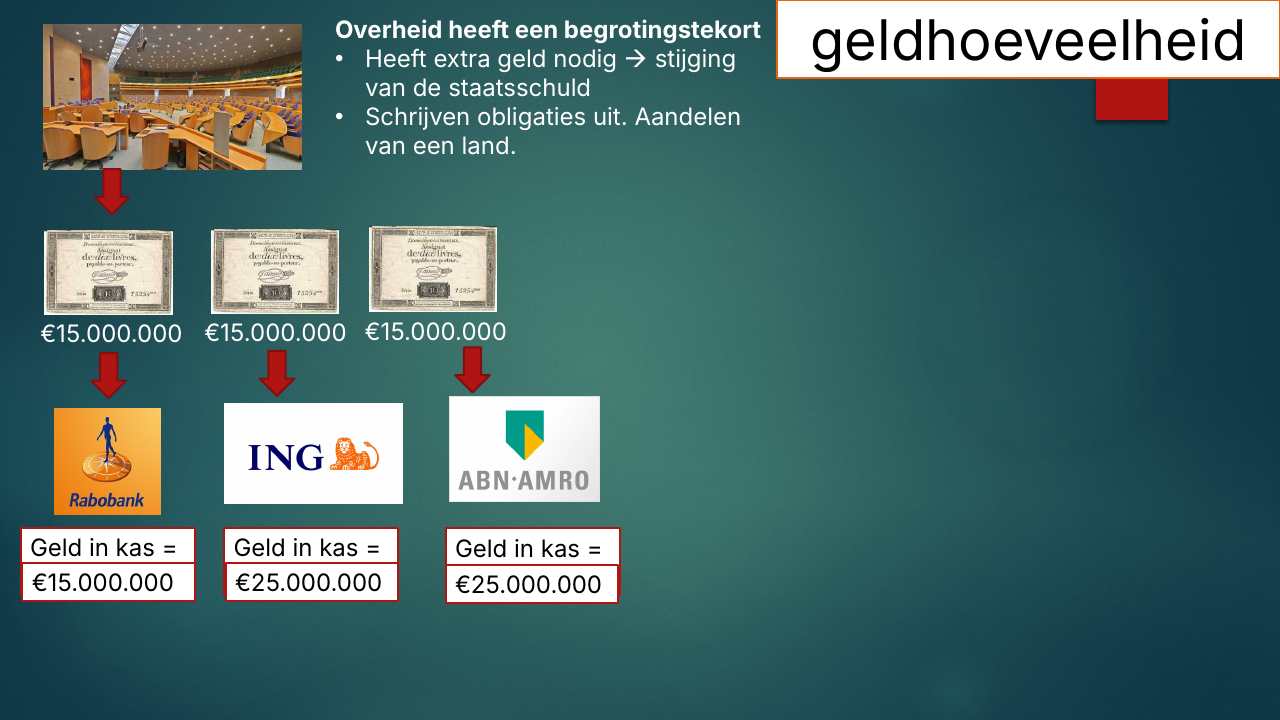 Overheid heeft een begrotingstekort
• Heeft extra geld nodig → stijging
van de staatsschuld
• Schrijven obligaties uit. Aandelen
van een land.
geldhoeveelheid
€15.000.000
€15.000.000
€15.000.000
Rabobank
ING
ABN·AMRO
Geld in kas =
€15.000.000
Geld in kas =
€25.000.000
Geld in kas =
€25.000.000